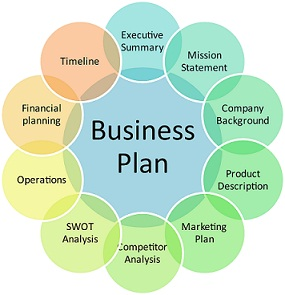 Executive
Summary
Mission
Statement
Company
Background
Product
Description
Marketing
Plan
Competitor
Analysis
SWOT
Analysis
Operations
Financial
planning
Timeline
Business
Plan